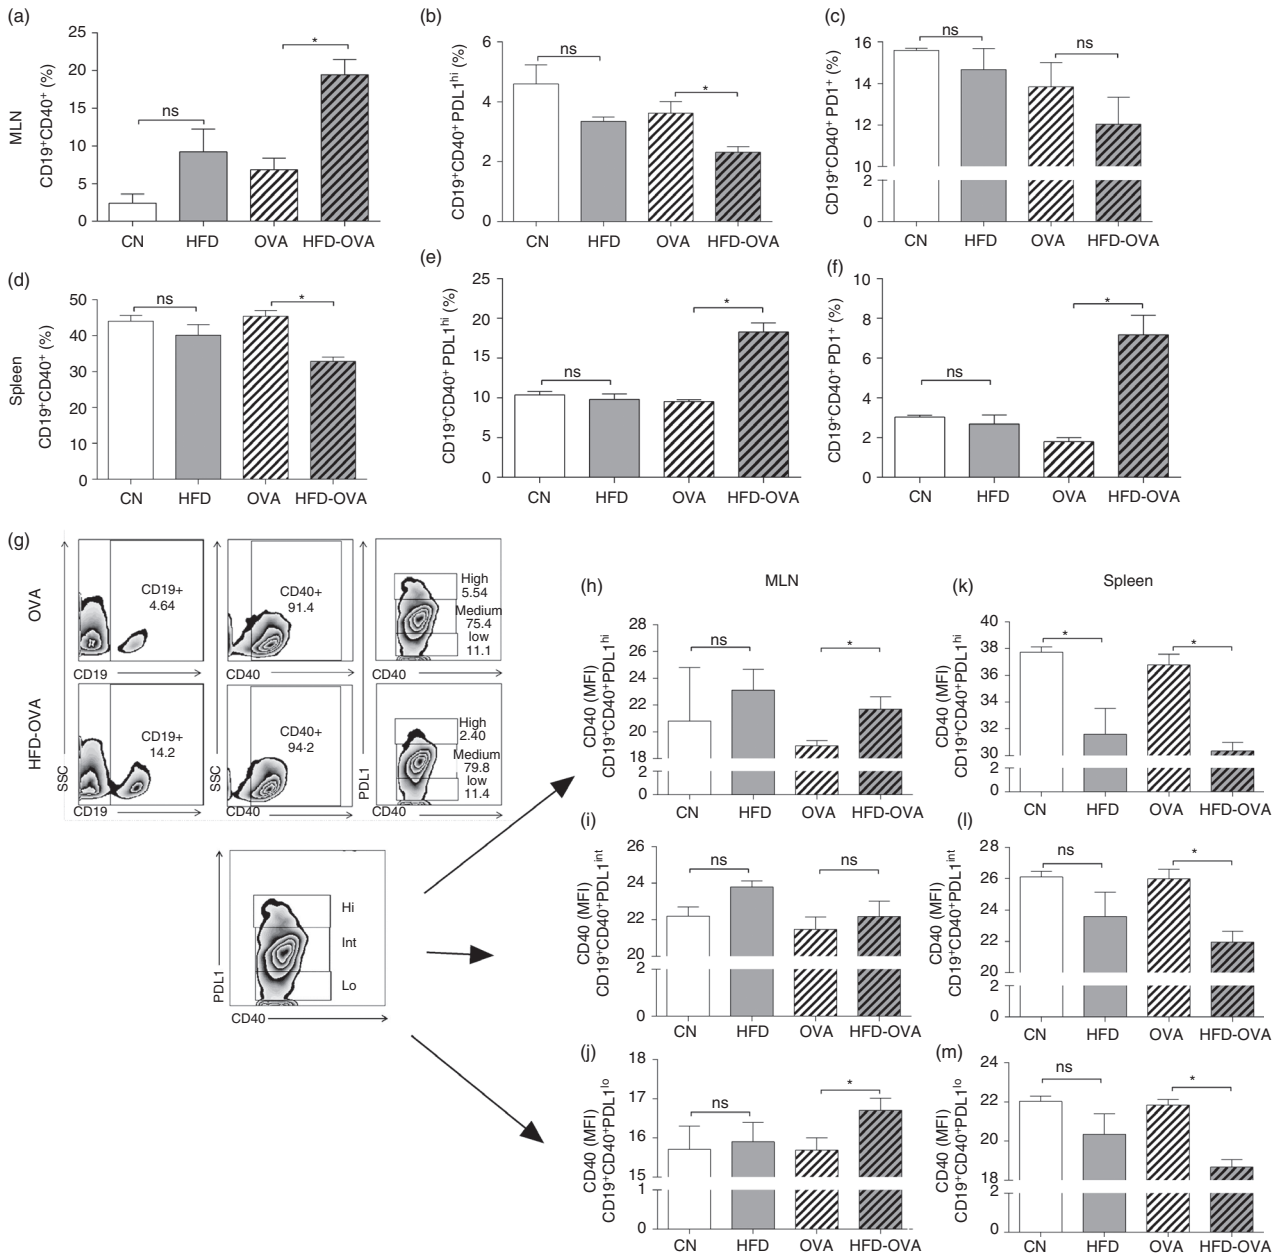 (a)
MLN
CD19⁺CD40⁺ (%)
25
20
15
10
5
0
ns
*
CN HFD OVA HFD-OVA
(b)
CD19⁺CD40⁺ PDL1ʰⁱ (%)
6
4
2
0
ns
*
CN HFD OVA HFD-OVA
(c)
CD19⁺CD40⁺ PD1⁺ (%)
16
14
12
10
2
0
ns
ns
CN HFD OVA HFD-OVA
(d)
Spleen
CD19⁺CD40⁺ (%)
50
40
30
20
10
0
ns
*
CN HFD OVA HFD-OVA
(e)
CD19⁺CD40⁺ PDL1ʰⁱ (%)
25
20
15
10
5
0
ns
*
CN HFD OVA HFD-OVA
(f)
CD19⁺CD40⁺ PD1⁺ (%)
10
8
6
4
2
0
ns
*
CN HFD OVA HFD-OVA
(g)
OVA
SSC
CD19+
4.64
CD19
SSC
CD40+
91.4
CD40
PDL1
High
5.54
Medium
75.4
low
11.1
CD40
HFD-OVA
CD19+
14.2
CD19
CD40+
94·2
CD40
High
2.40
Medium
79.8
low
11.4
CD40
PDL1
Hi
Int
Lo
CD40
MLN
Spleen
(h)
CD40 (MFI)
CD19⁺CD40⁺PDL1ʰⁱ
28
26
24
22
20
18
2
0
ns
*
CN HFD OVA HFD-OVA
(k)
CD40 (MFI)
CD19⁺CD40⁺PDL1ʰⁱ
40
38
36
34
32
30
2
0
*
*
CN HFD OVA HFD-OVA
(i)
CD40 (MFI)
CD19⁺CD40⁺PDL1ⁱⁿᵗ
26
24
22
20
2
0
ns
ns
CN HFD OVA HFD-OVA
(l)
CD40 (MFI)
CD19⁺CD40⁺PDL1ⁱⁿᵗ
28
26
24
22
20
2
0
ns
*
CN HFD OVA HFD-OVA
(j)
CD40 (MFI)
CD19⁺CD40⁺PDL1ˡᵒ
18
17
16
15
1
0
ns
*
CN HFD OVA HFD-OVA
(m)
CD40 (MFI)
CD19⁺CD40⁺PDL1ˡᵒ
24
22
20
18
2
0
ns
*
CN HFD OVA HFD-OVA